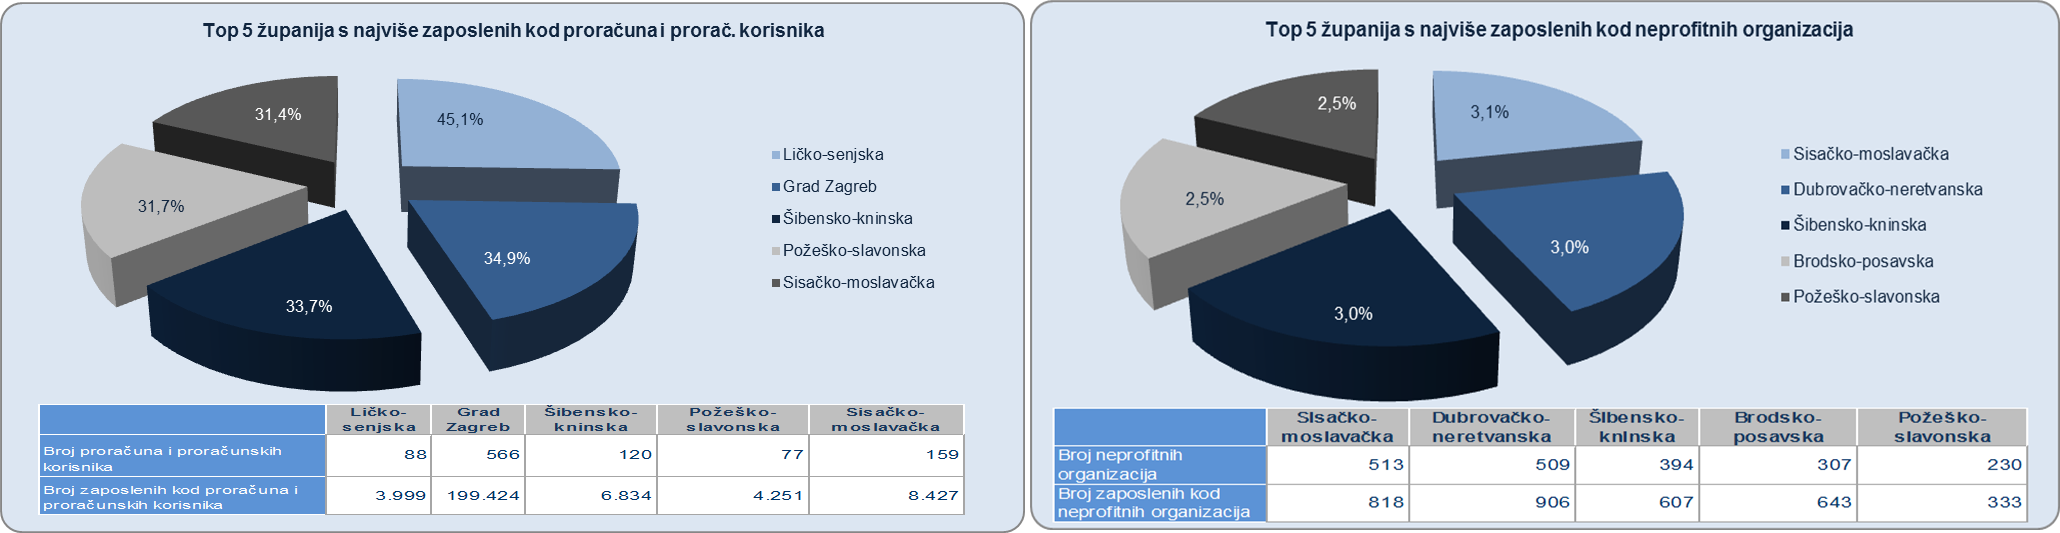 Top 5 županija s najviše zaposlenih kod proračuna i prorač. korisnika
45,1%
34,9%
33,7%
31,7%
31,4%
Ličko-senjska
Grad Zagreb
Šibensko-kninska
Požeško-slavonska
Sisačko-moslavačka
Ličko-
senjska
Grad
Zagreb
Šibensko-
kninska
Požeško-
slavonska
Sisačko-
moslavačka
Broj proračuna i proračunskih
korisnika
88
566
120
77
159
Broj zaposlenih kod proračuna i
proračunskih korisnika
3.999
199.424
6.834
4.251
8.427
Top 5 županija s najviše zaposlenih kod neprofitnih organizacija
3,1%
3,0%
3,0%
2,5%
2,5%
Sisačko-moslavačka
Dubrovačko-neretvanska
Šibensko-kninska
Brodsko-posavska
Požeško-slavonska
Sisačko-
moslavačka
Dubrovačko-
neretvanska
Šibensko-
kninska
Brodsko-
posavska
Požeško-
slavonska
Broj neprofitnih
organizacija
513
509
394
307
230
Broj zaposlenih kod
neprofitnih organizacija
818
906
607
643
333